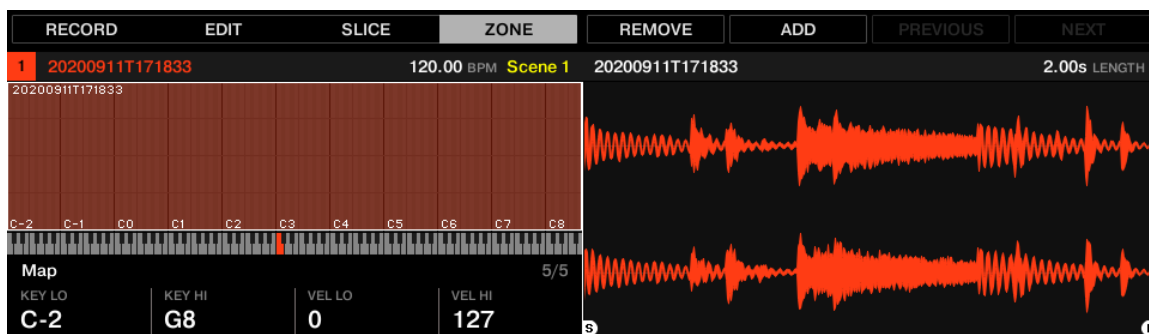 RECORD EDIT SLICE ZONE REMOVE ADD PREVIOUS NEXT
1 20200911T171833 120.00 BPM Scene 1 20200911T171833 2.00s LENGTH
20200911T171833
C-2 C-1 C0 C1 C2 C3 C4 C5 C6 C7 C8
Map 5/5
KEY LO KEY HI VEL LO VEL HI
C-2 G8 0 127
S